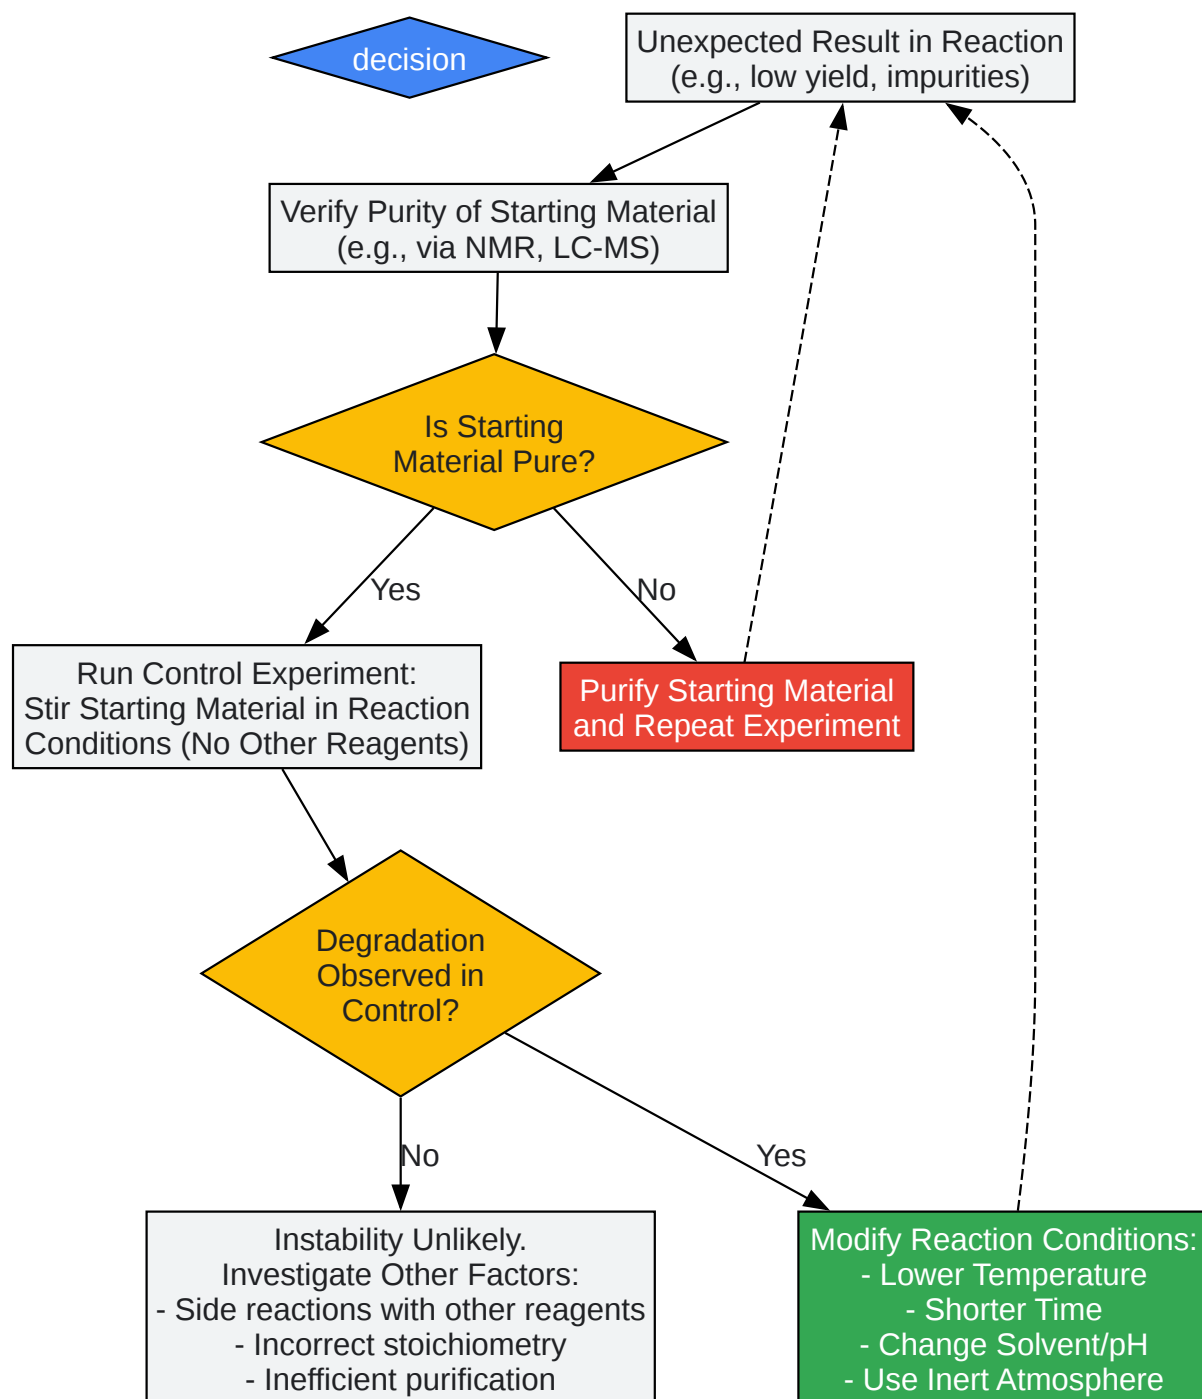 decision
Unexpected Result in Reaction
(e.g., low yield, impurities)
Verify Purity of Starting Material
(e.g., via NMR, LC-MS)
Is Starting
Material Pure?
Yes
No
Run Control Experiment:
Stir Starting Material in Reaction
Conditions (No Other Reagents)
Purify Starting Material
and Repeat Experiment
Degradation
Observed in
Control?
No
Yes
Instability Unlikely.
Investigate Other Factors:
- Side reactions with other reagents
- Incorrect stoichiometry
- Inefficient purification
Modify Reaction Conditions:
- Lower Temperature
- Shorter Time
- Change Solvent/pH
- Use Inert Atmosphere